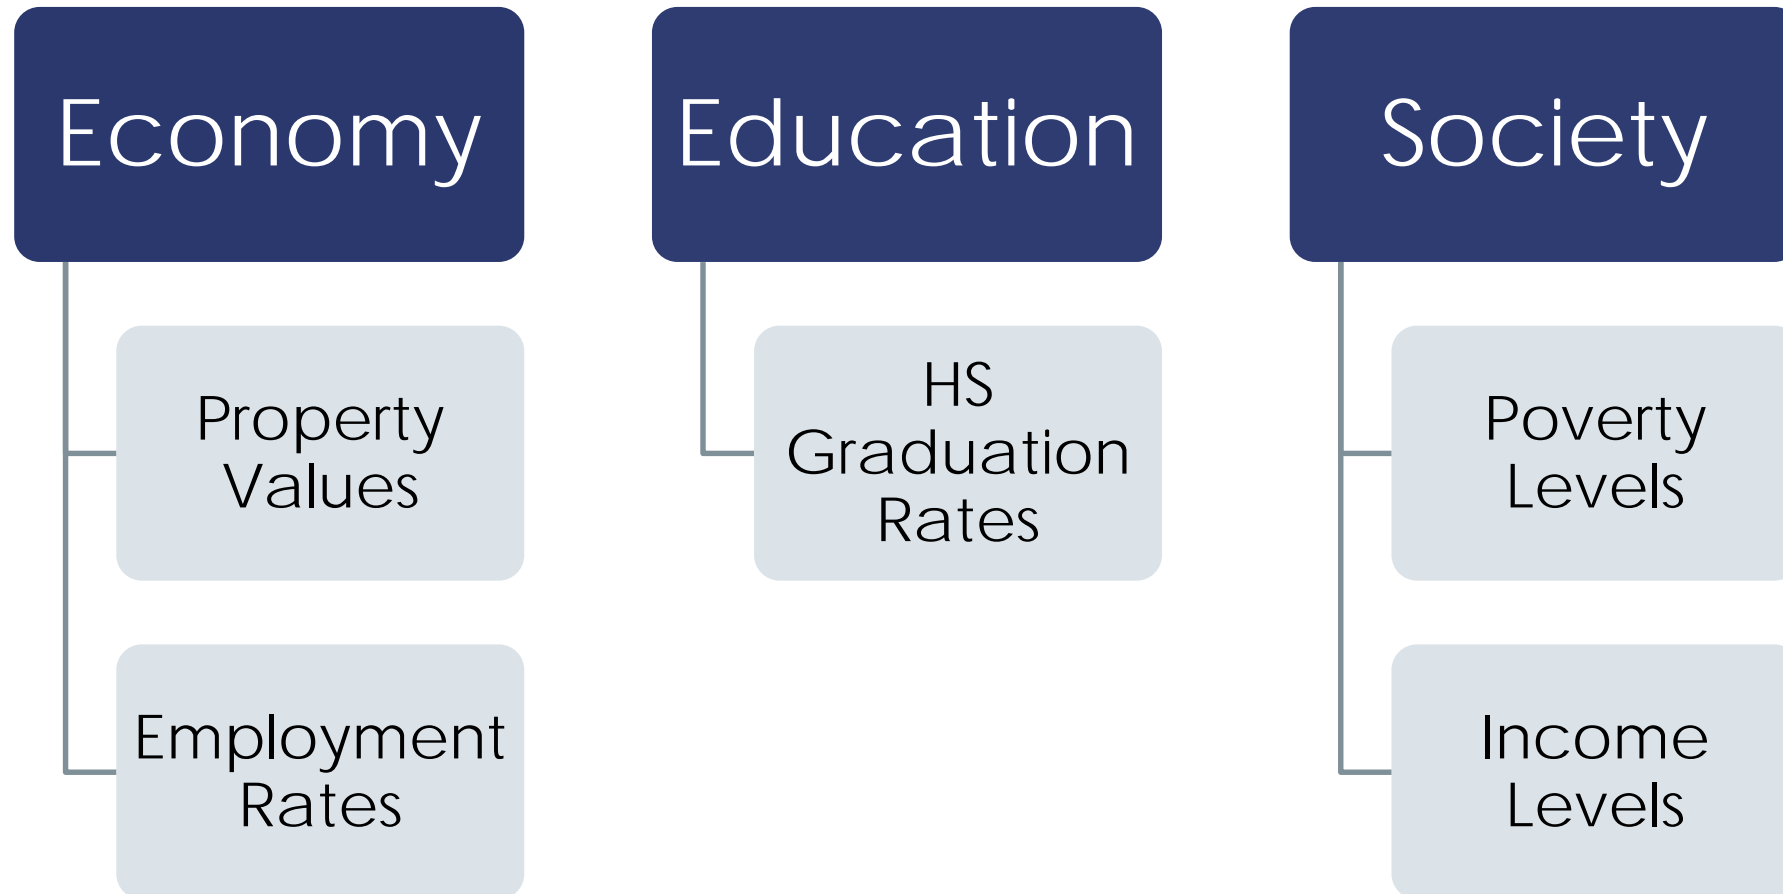 Economy
Property
Values
Employment
Rates
Education
HS
Graduation
Rates
Society
Poverty
Levels
Income
Levels